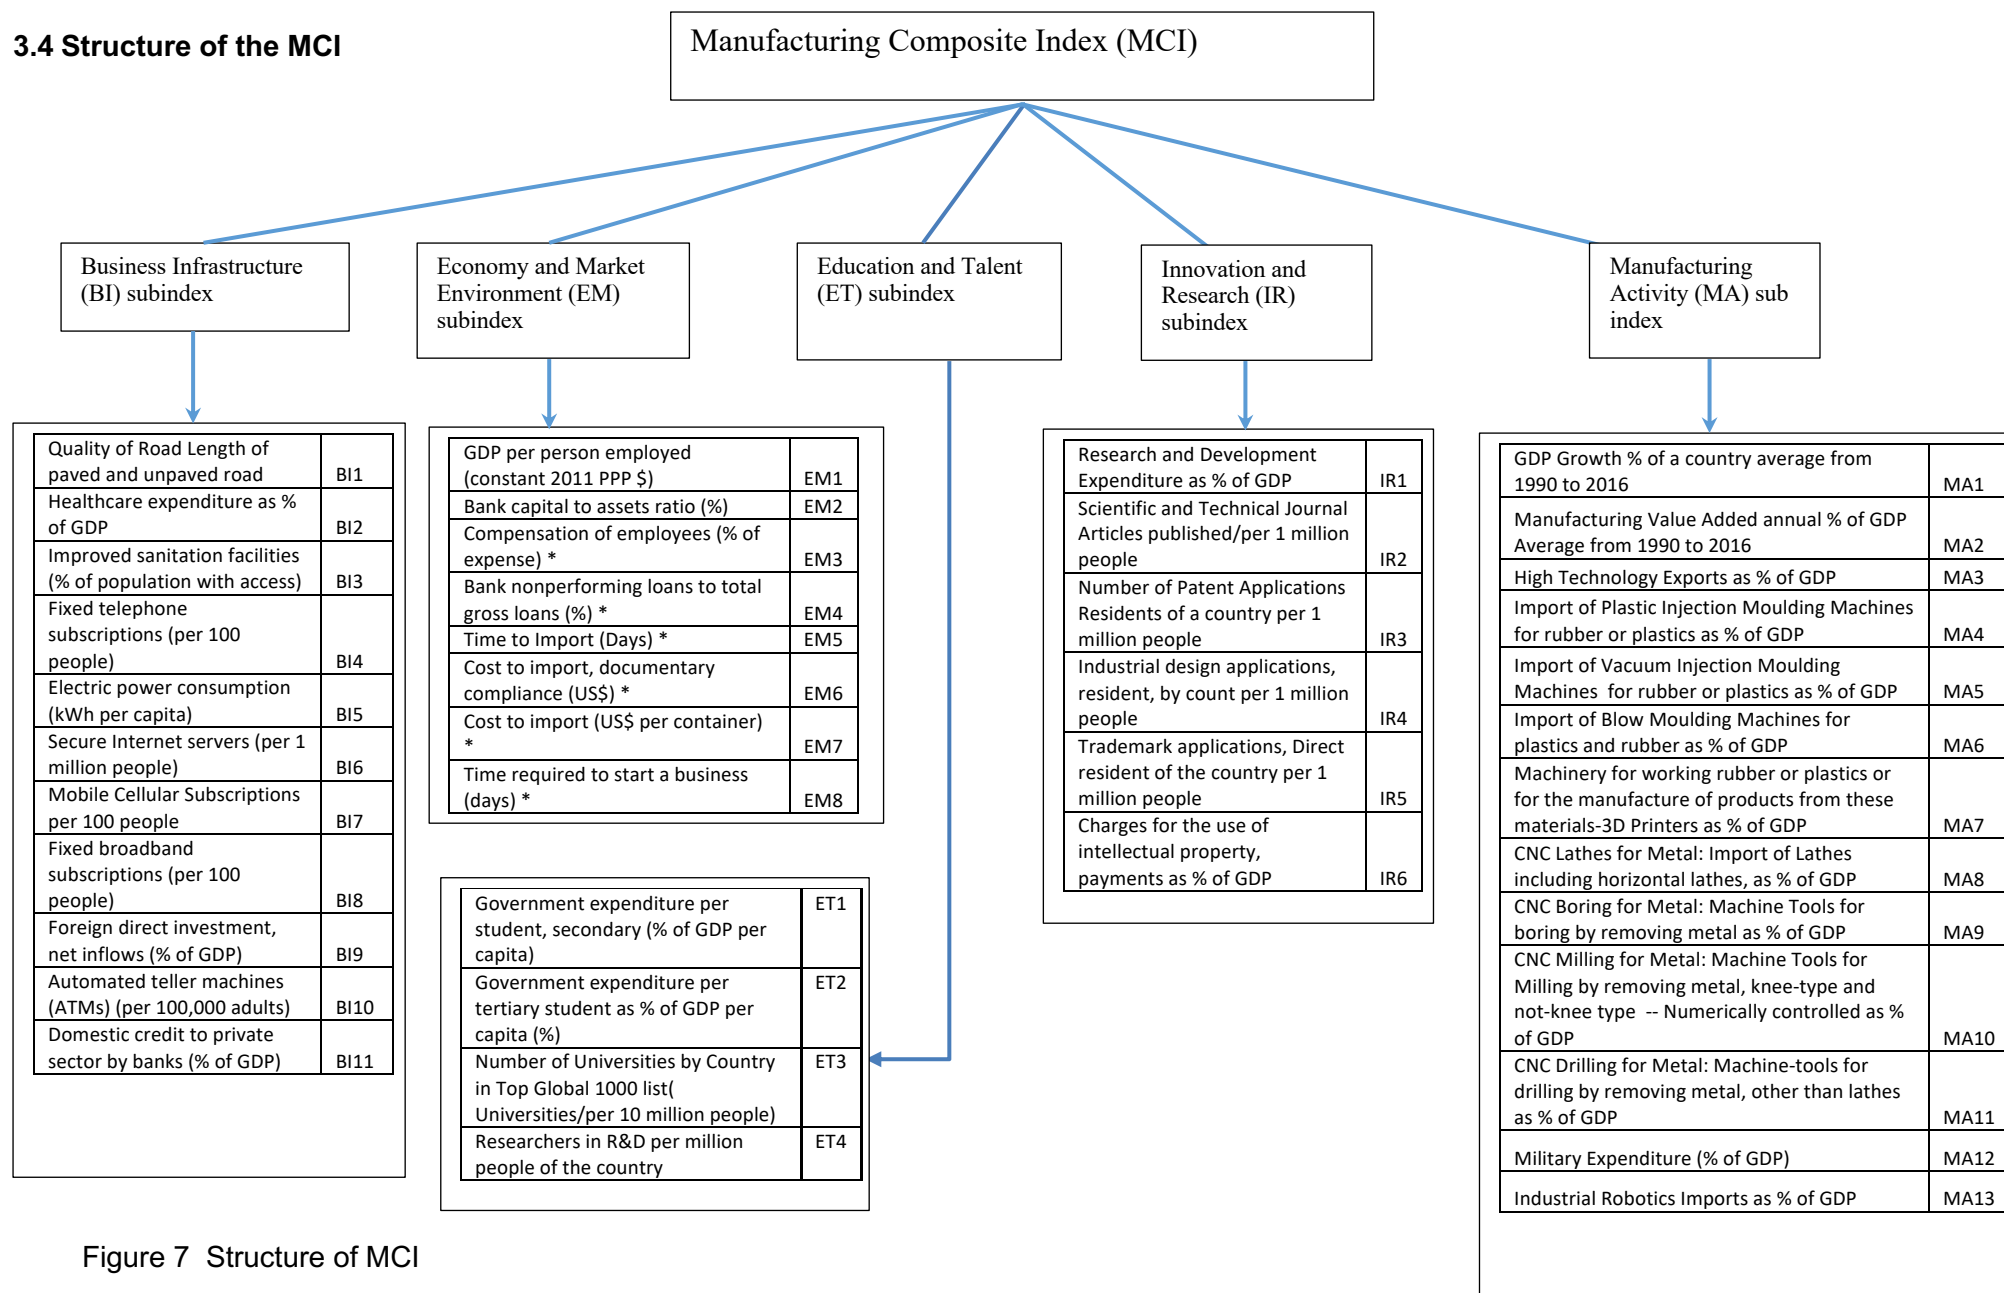 3.4 Structure of the MCI
Manufacturing Composite Index (MCI)
Business Infrastructure
(BI) subindex
Economy and Market
Environment (EM)
subindex
Education and Talent
(ET) subindex
Innovation and
Research (IR)
subindex
Manufacturing
Activity (MA) sub
index
Quality of Road Length of
paved and unpaved road BI1
Healthcare expenditure as %
of GDP BI2
Improved sanitation facilities
(% of population with access) BI3
Fixed telephone
subscriptions (per 100
people) BI4
Electric power consumption
(kWh per capita) BI5
Secure Internet servers (per 1
million people) BI6
Mobile Cellular Subscriptions
per 100 people BI7
Fixed broadband
subscriptions (per 100
people) BI8
Foreign direct investment,
net inflows (% of GDP) BI9
Automated teller machines
(ATMs) (per 100,000 adults) BI10
Domestic credit to private
sector by banks (% of GDP) BI11
GDP per person employed
(constant 2011 PPP $) EM1
Bank capital to assets ratio (%) EM2
Compensation of employees (% of
expense) * EM3
Bank nonperforming loans to total
gross loans (%) * EM4
Time to Import (Days) * EM5
Cost to import, documentary
compliance (US$) * EM6
Cost to import (US$ per container)
* EM7
Time required to start a business
(days) * EM8
Government expenditure per ET1
student, secondary (% of GDP per
capita)
Government expenditure per ET2
tertiary student as % of GDP per
capita (%)
Number of Universities by Country ET3
in Top Global 1000 list(
Universities/per 10 million people)
Researchers in R&D per million ET4
people of the country
Research and Development
Expenditure as % of GDP IR1
Scientific and Technical Journal
Articles published/per 1 million
people IR2
Number of Patent Applications
Residents of a country per 1
million people IR3
Industrial design applications,
resident, by count per 1 million
people IR4
Trademark applications, Direct
resident of the country per 1
million people IR5
Charges for the use of
intellectual property,
payments as % of GDP IR6
GDP Growth % of a country average from
1990 to 2016 MA1
Manufacturing Value Added annual % of GDP
Average from 1990 to 2016 MA2
High Technology Exports as % of GDP MA3
Import of Plastic Injection Moulding Machines
for rubber or plastics as % of GDP MA4
Import of Vacuum Injection Moulding
Machines for rubber or plastics as % of GDP MA5
Import of Blow Moulding Machines for
plastics and rubber as % of GDP MA6
Machinery for working rubber or plastics or
for the manufacture of products from these
materials-3D Printers as % of GDP MA7
CNC Lathes for Metal: Import of Lathes
including horizontal lathes, as % of GDP MA8
CNC Boring for Metal: Machine Tools for
boring by removing metal as % of GDP MA9
CNC Milling for Metal: Machine Tools for
Milling by removing metal, knee-type and
not-knee type -- Numerically controlled as %
of GDP MA10
CNC Drilling for Metal: Machine-tools for
drilling by removing metal, other than lathes
as % of GDP MA11
Military Expenditure (% of GDP) MA12
Industrial Robotics Imports as % of GDP MA13
Figure 7 Structure of MCI